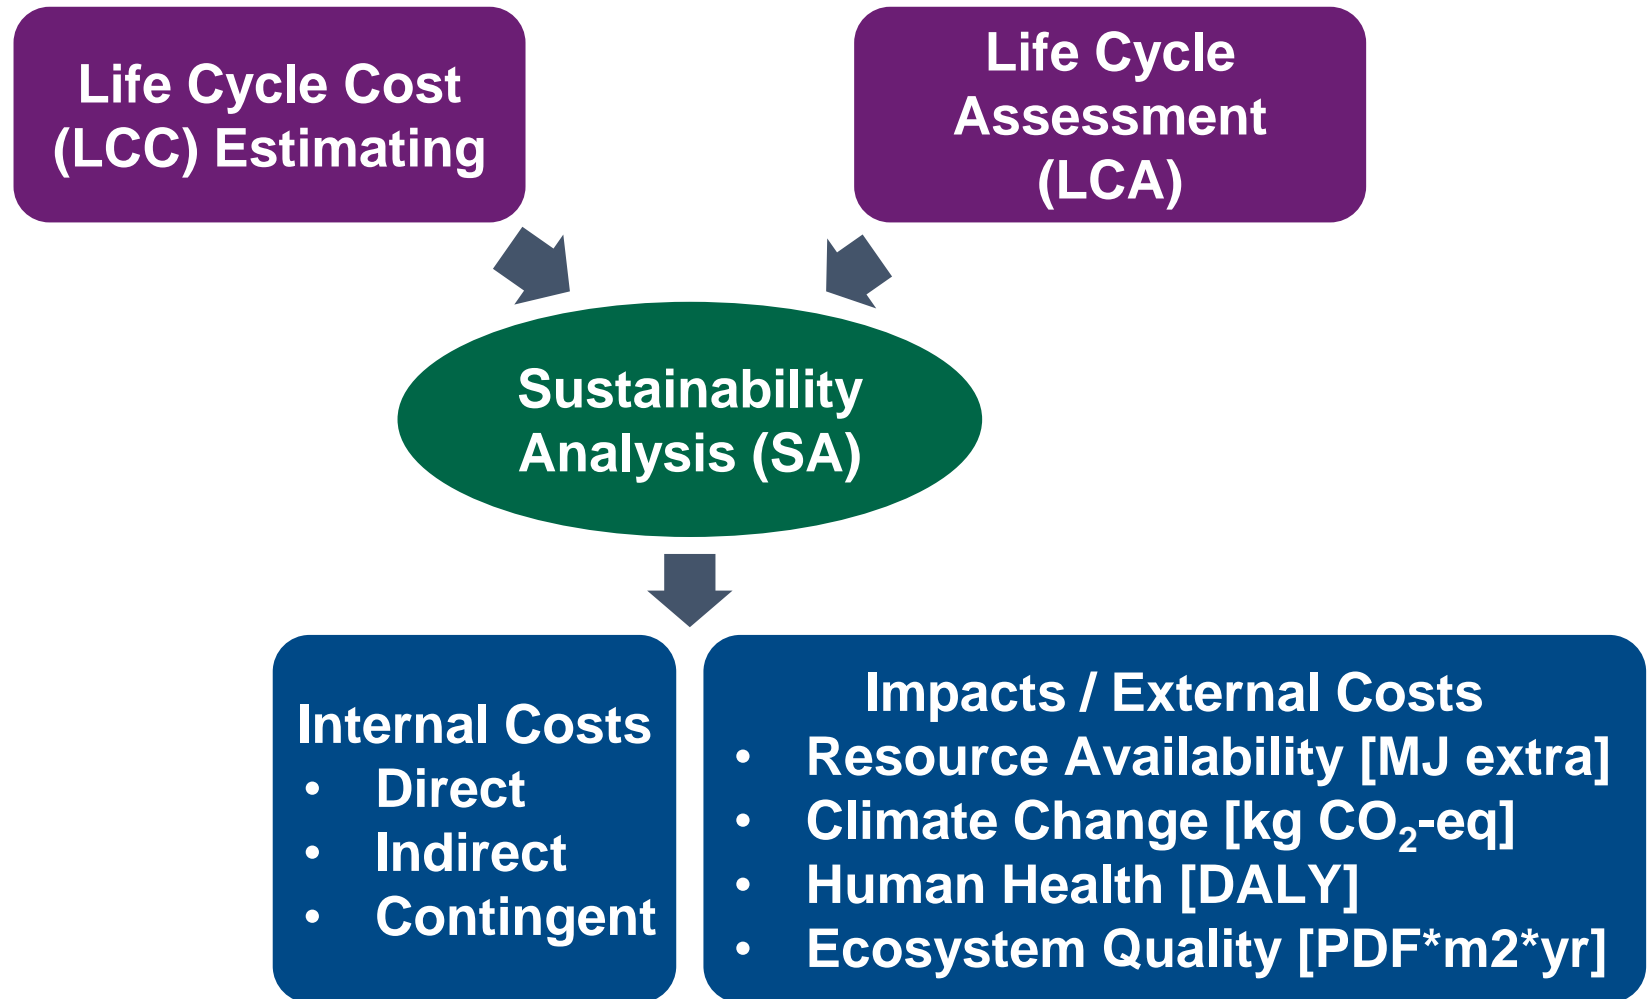 Life Cycle Cost
(LCC) Estimating
Life Cycle
Assessment
(LCA)
Sustainability
Analysis (SA)
Internal Costs
• Direct
• Indirect
• Contingent
Impacts / External Costs
• Resource Availability [MJ extra]
• Climate Change [kg CO₂-eq]
• Human Health [DALY]
• Ecosystem Quality [PDF*m2*yr]